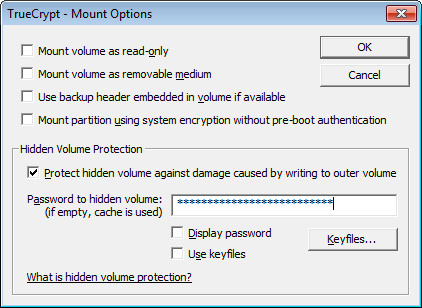 TrueCrypt - Mount Options
Mount volume as read-only
OK
Mount volume as removable medium
Cancel
Use backup header embedded in volume if available
Mount partition using system encryption without pre-boot authentication
Hidden Volume Protection
Protect hidden volume against damage caused by writing to outer volume
Password to hidden volume:
(if empty, cache is used)
**************************
Display password
Keyfiles...
Use keyfiles
What is hidden volume protection?